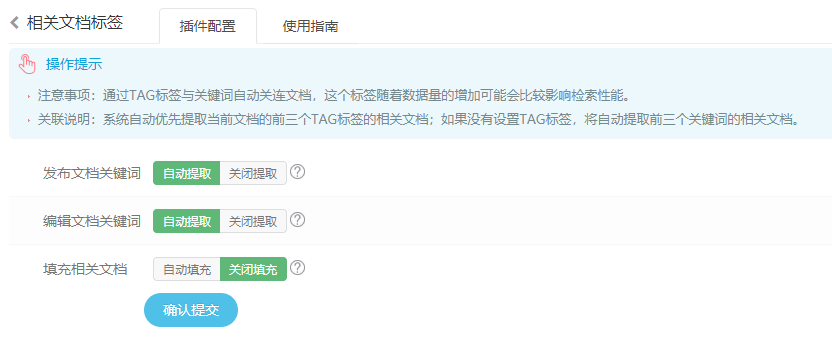 相关文档标签 插件配置 使用指南
操作提示
注意事项：通过TAG标签与关键词自动关连文档，这个标签随着数据量的增加可能会比较影响检索性能。
关联说明：系统自动优先提取当前文档的前三个TAG标签的相关文档；如果没有设置TAG标签，将自动提取前三个关键词的相关文档。
发布文档关键词 自动提取 关闭提取 ?
编辑文档关键词 自动提取 关闭提取 ?
填充相关文档 自动填充 关闭填充 ?
确认提交